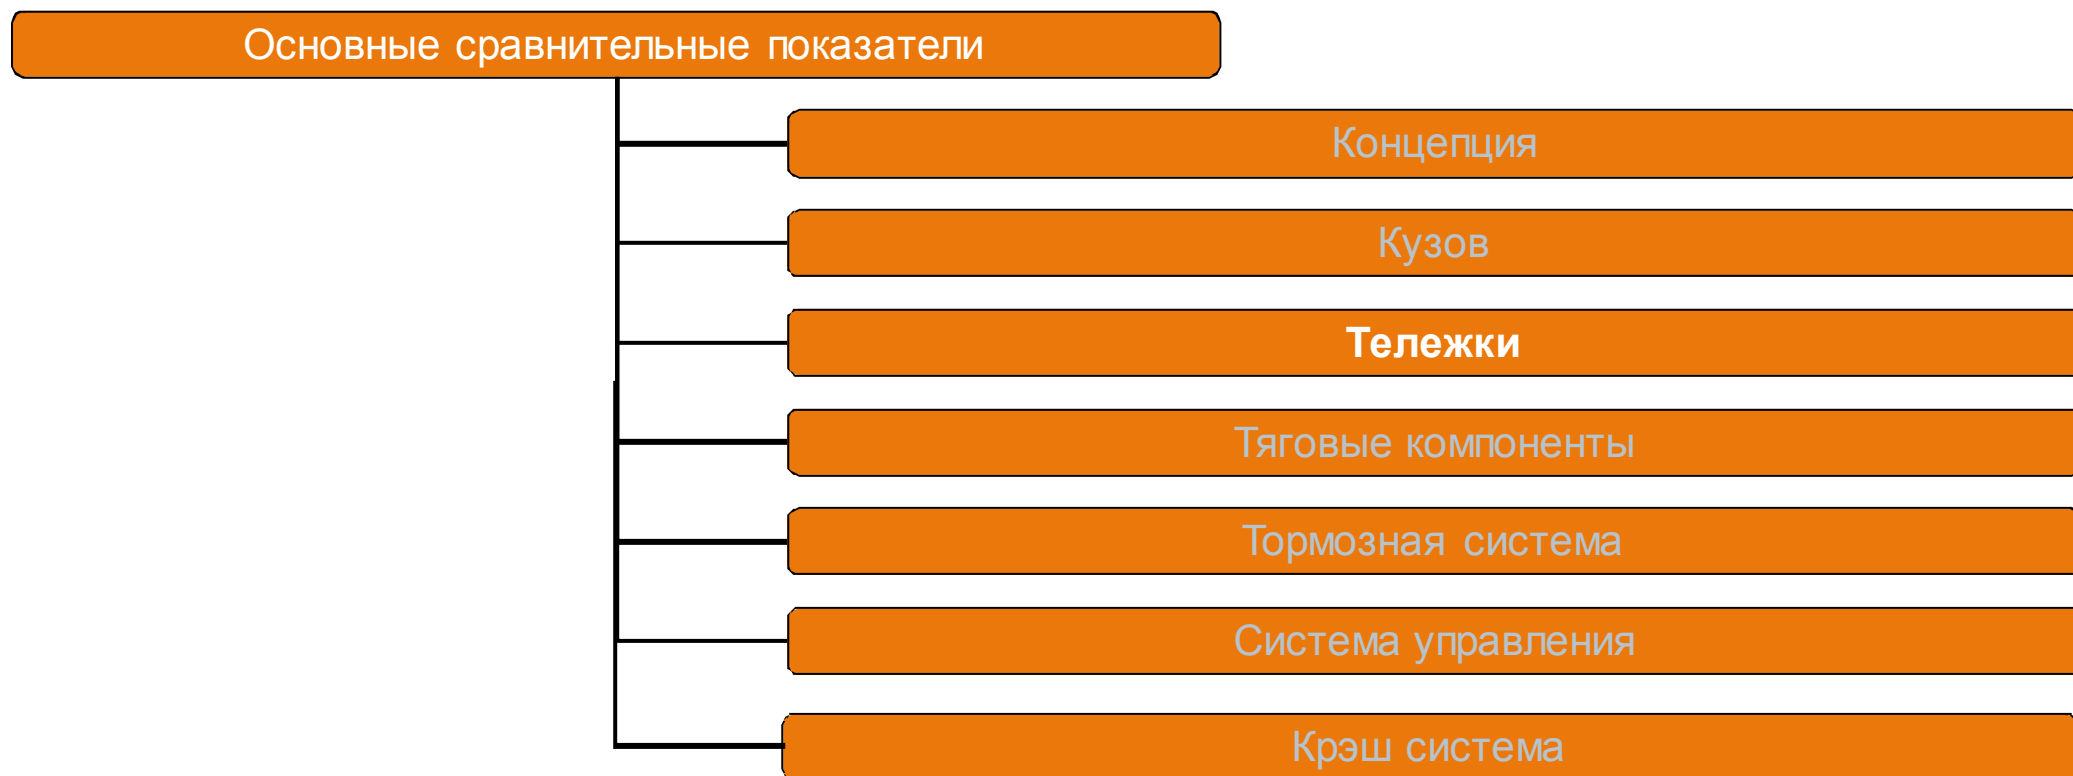 Основные сравнительные показатели
Концепция
Кузов
Тележки
Тяговые компоненты
Тормозная система
Система управления
Крэш система